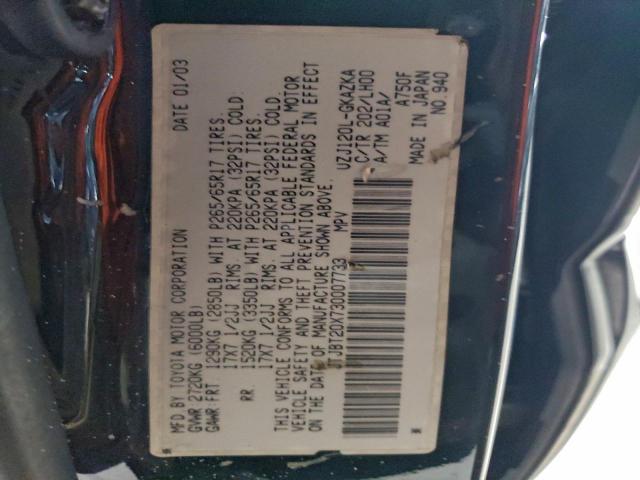 MFD BY TOYOTA MOTOR CORPORATION DATE 01/03
GVWR:2720KG (6000LB)
GAWR:FRT 1290KG (2850LB) WITH P265/65R17 TIRES.
17X7 1/2JJ RIMS. AT 220KPA (32PSI) COLD.
RR. 1520KG (3350LB) WITH P265/65R17 TIRES.
17X7 1/2JJ RIMS. AT 220KPA (32PSI) COLD.
THIS VEHICLE CONFORMS TO ALL APPLICABLE FEDERAL MOTOR
VEHICLE SAFETY AND THEFT PREVENTION STANDARDS IN EFFECT
ON THE DATE OF MANUFACTURE SHOWN ABOVE.
JTJBT20X730007733 MPV
UZJ120L-GKAZKA
C/TR 202/LH00
A/TM A01A/
A750F
MADE IN JAPAN
NO 940